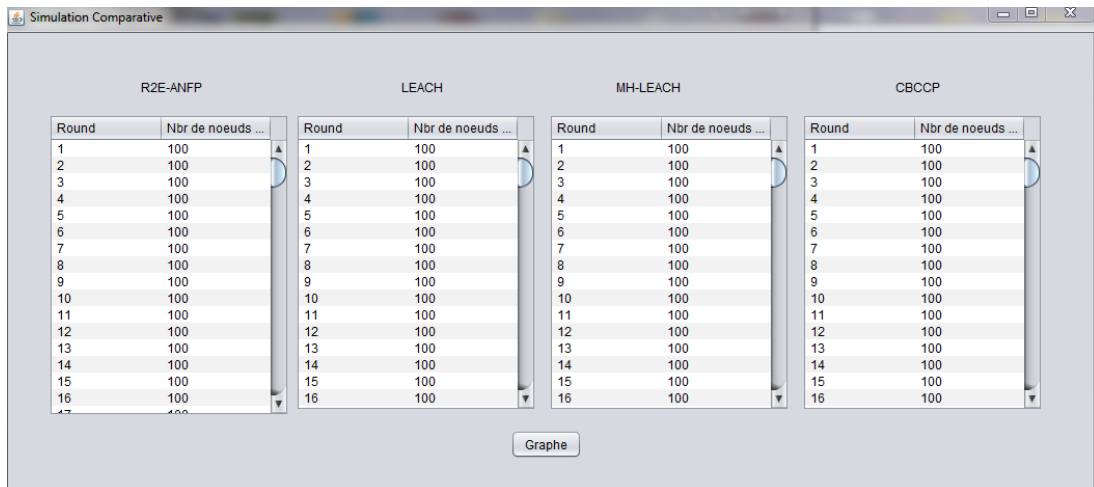 Simulation Comparative
R2E-ANFP LEACH MH-LEACH CBCCP
Round Nbr de noeuds ... Round Nbr de noeuds ... Round Nbr de noeuds ... Round Nbr de noeuds ...
1 100 1 100 1 100 1 100
2 100 2 100 2 100 2 100
3 100 3 100 3 100 3 100
4 100 4 100 4 100 4 100
5 100 5 100 5 100 5 100
6 100 6 100 6 100 6 100
7 100 7 100 7 100 7 100
8 100 8 100 8 100 8 100
9 100 9 100 9 100 9 100
10 100 10 100 10 100 10 100
11 100 11 100 11 100 11 100
12 100 12 100 12 100 12 100
13 100 13 100 13 100 13 100
14 100 14 100 14 100 14 100
15 100 15 100 15 100 15 100
16 100 16 100 16 100 16 100
17 100
Graphe